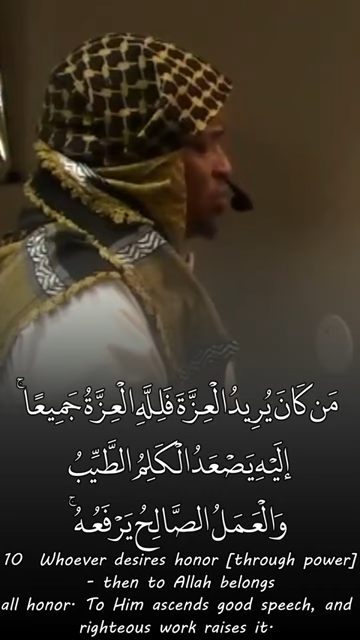 مَن كَانَ يُرِيدُ الْعِزَّةَ فَلِلَّهِ الْعِزَّةُ جَمِيعًا ۚ
إِلَيْهِ يَصْعَدُ الْكَلِمُ الطَّيِّبُ
وَالْعَمَلُ الصَّالِحُ يَرْفَعُهُ ۚ
10 Whoever desires honor [through power]
- then to Allah belongs
all honor. To Him ascends good speech, and
righteous work raises it.